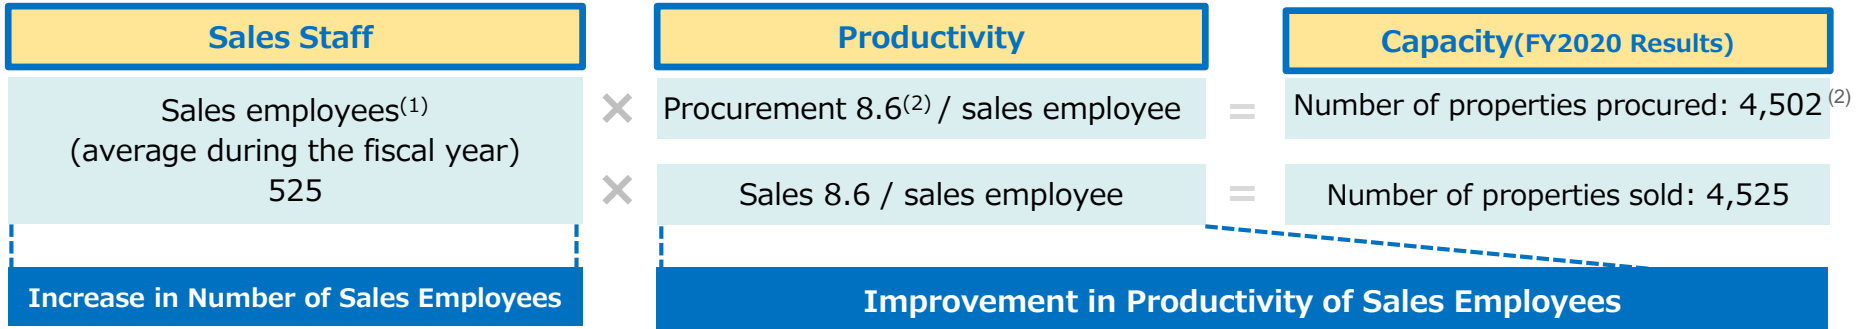 Sales Staff
Productivity
Capacity(FY2020 Results)
Sales employees(1)
(average during the fiscal year)
525
× Procurement 8.6(2) / sales employee = Number of properties procured: 4,502 (2)
× Sales 8.6 / sales employee = Number of properties sold: 4,525
Increase in Number of Sales Employees
Improvement in Productivity of Sales Employees